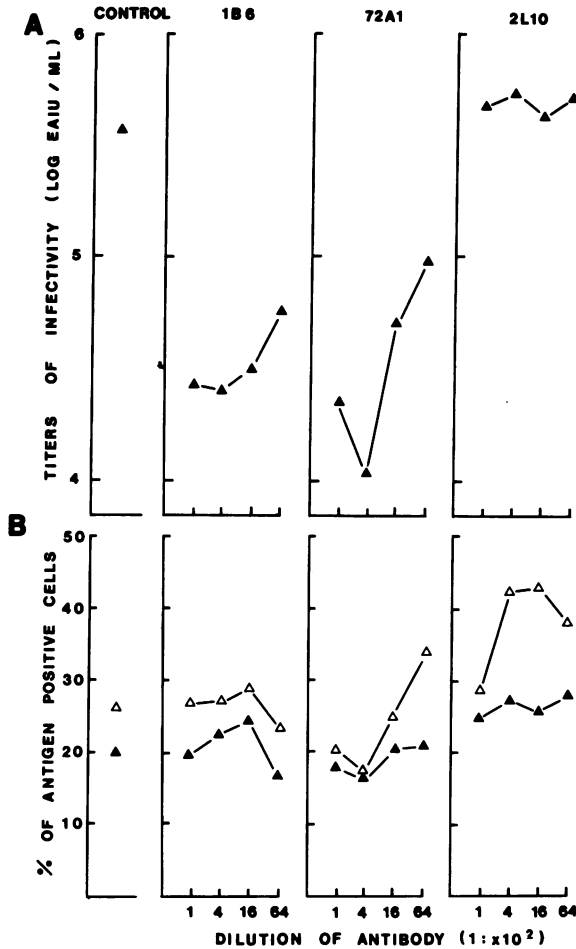 A
CONTROL 1B6 72A1 2L10
TITERS OF INFECTIVITY (LOG EAIU / ML)
6
5
4
B
% OF ANTIGEN POSITIVE CELLS
50
40
30
20
10
1 4 16 64 1 4 16 64 1 4 16 64
DILUTION OF ANTIBODY (1:x10²)